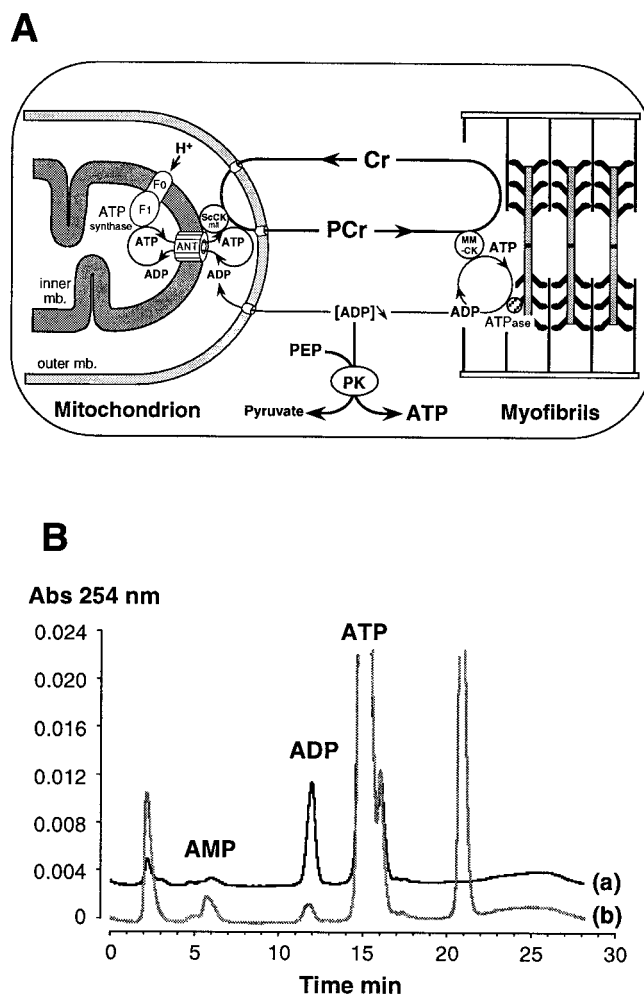 A
H+
F0
F1
ATP
synthase
ATP
ADP
ANT
ScCK
mit
ATP
ADP
inner
mb.
outer mb.
Mitochondrion
Cr
PCr
[ADP]
PEP
PK
Pyruvate
ATP
MM
-CK
ATP
ADP
ATPase
Myofibrils
B
Abs 254 nm
0.024
0.020
0.016
0.012
0.008
0.004
0
AMP
ADP
ATP
(a)
(b)
0 5 10 15 20 25 30
Time min